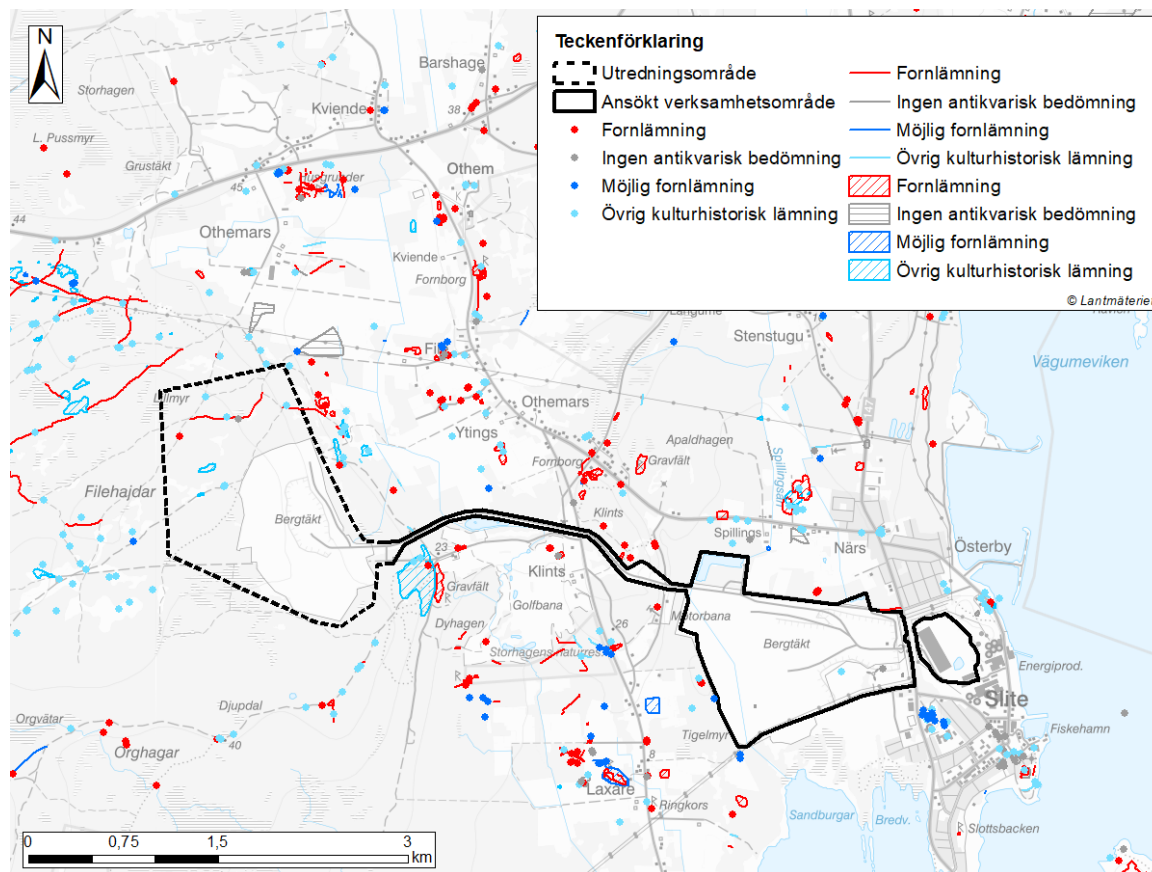 N
Teckenförklaring
Utredningsområde
Ansökt verksamhetsområde
Fornlämning
Ingen antikvarisk bedömning
Möjlig fornlämning
Övrig kulturhistorisk lämning
Fornlämning
Ingen antikvarisk bedömning
Möjlig fornlämning
Övrig kulturhistorisk lämning
Fornlämning
Ingen antikvarisk bedömning
Möjlig fornlämning
Övrig kulturhistorisk lämning
© Lantmäteriet
Barshage
Storhagen
Kviende
38
L. Pussmyr
Grustäkt
Othem
45
44
Othemars
Kviende
Fornborg
Stenstugu
Vägumeviken
147
Othemars
Ytings
Apaldhagen
Fornborg
Gravfält
Filehajdar
Bergtäkt
Klints
Spillings
Närs
Österby
23
Klints
Gravfält
Golfbana
Dyhagen
26
Motorbana
Bergtäkt
Storhagens naturres.
Energiprod.
Slite
Djupdal
Orgvätar
40
Tigelmyr
Fiskehamn
Orghagar
8
Laxare
Ringkors
Sandburgar
Bredv.
Slottsbacken
0
0,75
1,5
3
km